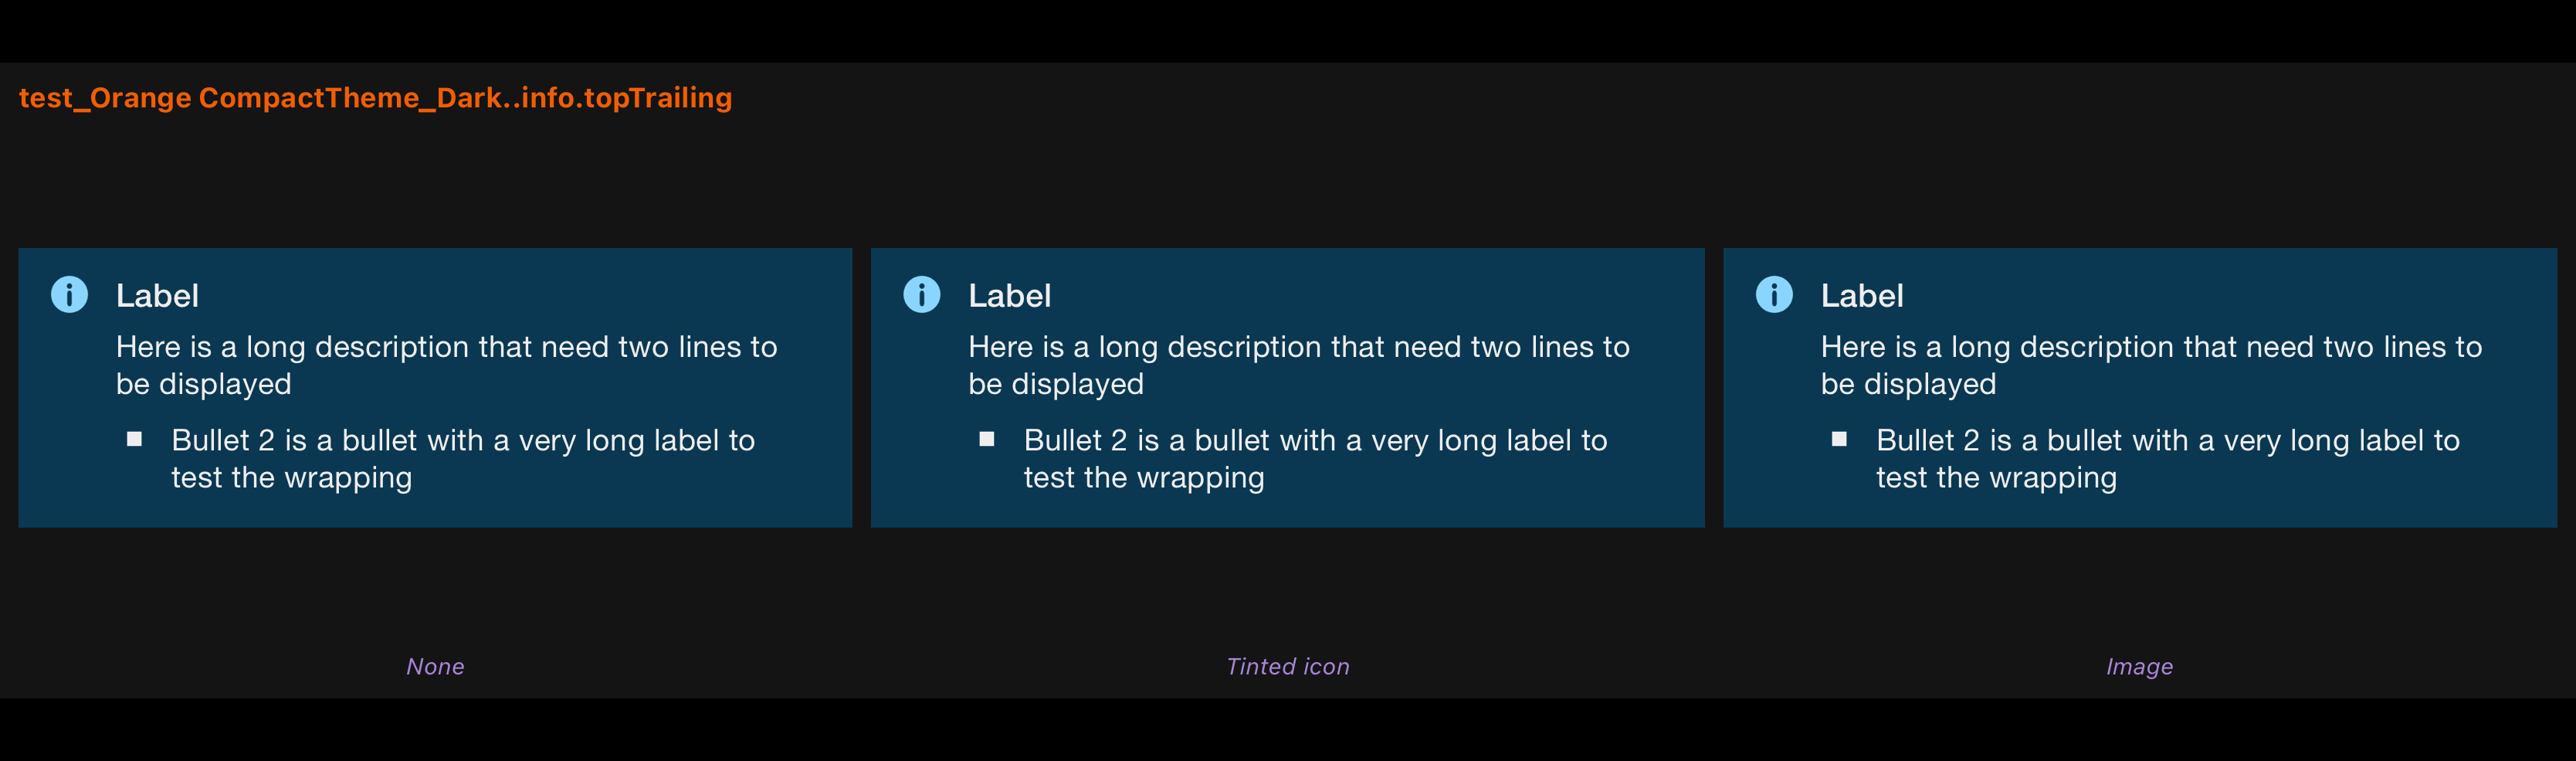 test_Orange CompactTheme_Dark..info.topTrailing
Label
Here is a long description that need two lines to
be displayed
Bullet 2 is a bullet with a very long label to
test the wrapping
Label
Here is a long description that need two lines to
be displayed
Bullet 2 is a bullet with a very long label to
test the wrapping
Label
Here is a long description that need two lines to
be displayed
Bullet 2 is a bullet with a very long label to
test the wrapping
None
Tinted icon
Image